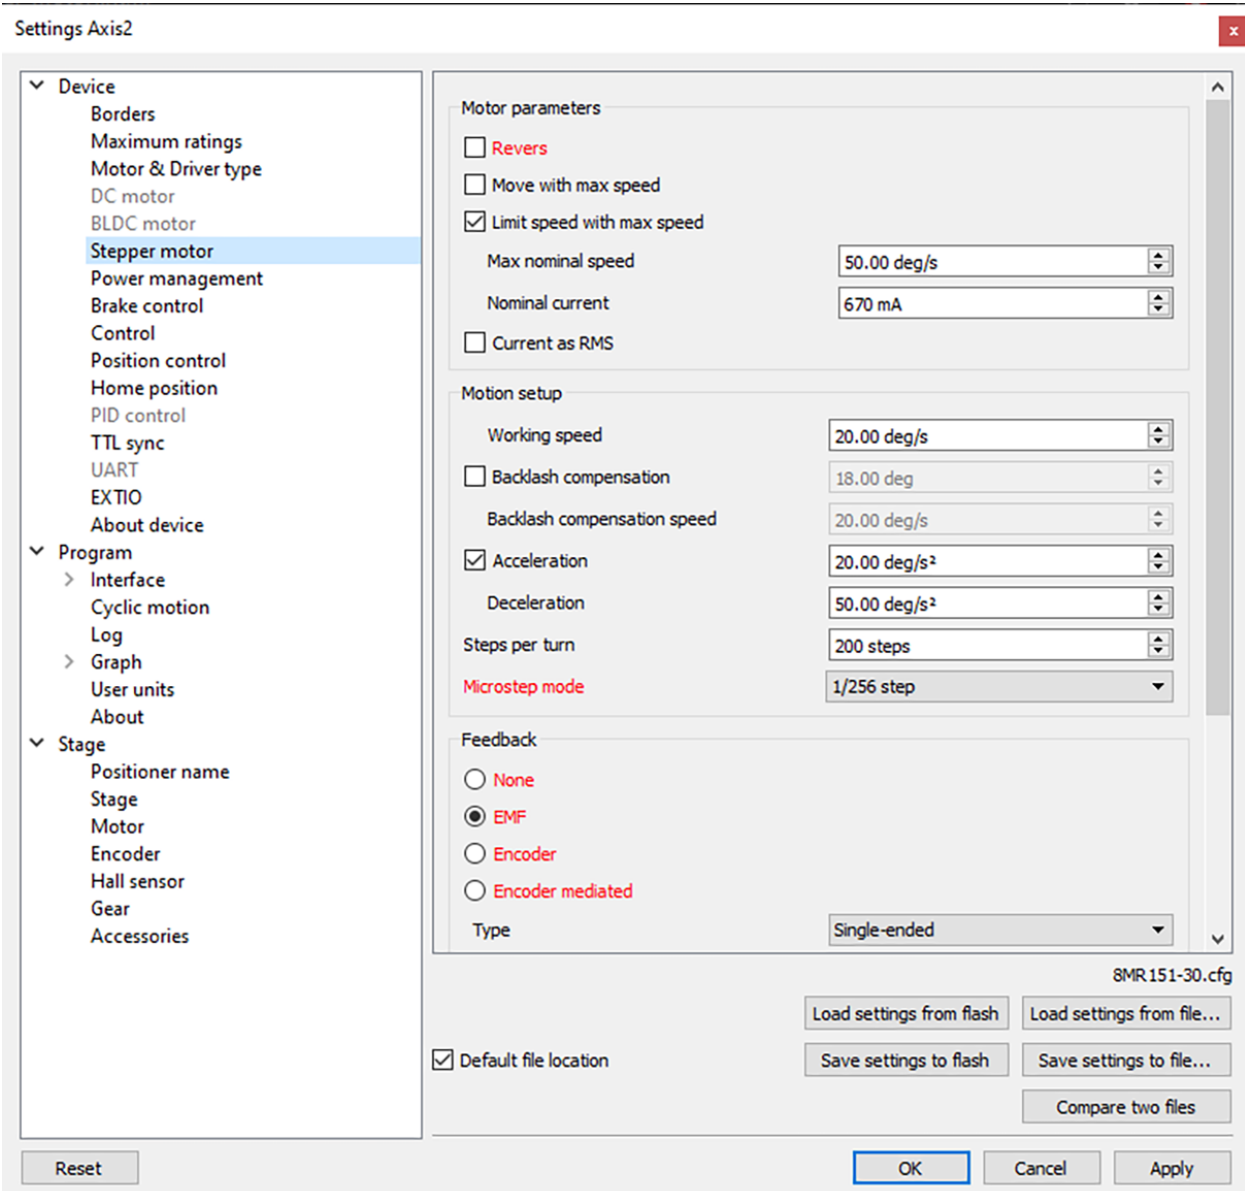 Settings Axis2
x
Device
Borders
Maximum ratings
Motor & Driver type
DC motor
BLDC motor
Stepper motor
Power management
Brake control
Control
Position control
Home position
PID control
TTL sync
UART
EXTIO
About device
Program
Interface
Cyclic motion
Log
Graph
User units
About
Stage
Positioner name
Stage
Motor
Encoder
Hall sensor
Gear
Accessories
Motor parameters
Revers
Move with max speed
Limit speed with max speed
Max nominal speed 50.00 deg/s
Nominal current 670 mA
Current as RMS
Motion setup
Working speed 20.00 deg/s
Backlash compensation 18.00 deg
Backlash compensation speed 20.00 deg/s
Acceleration 20.00 deg/s²
Deceleration 50.00 deg/s²
Steps per turn 200 steps
Microstep mode 1/256 step
Feedback
None
EMF
Encoder
Encoder mediated
Type Single-ended
8MR151-30.cfg
Load settings from flash Load settings from file...
Default file location Save settings to flash Save settings to file...
Compare two files
Reset OK Cancel Apply